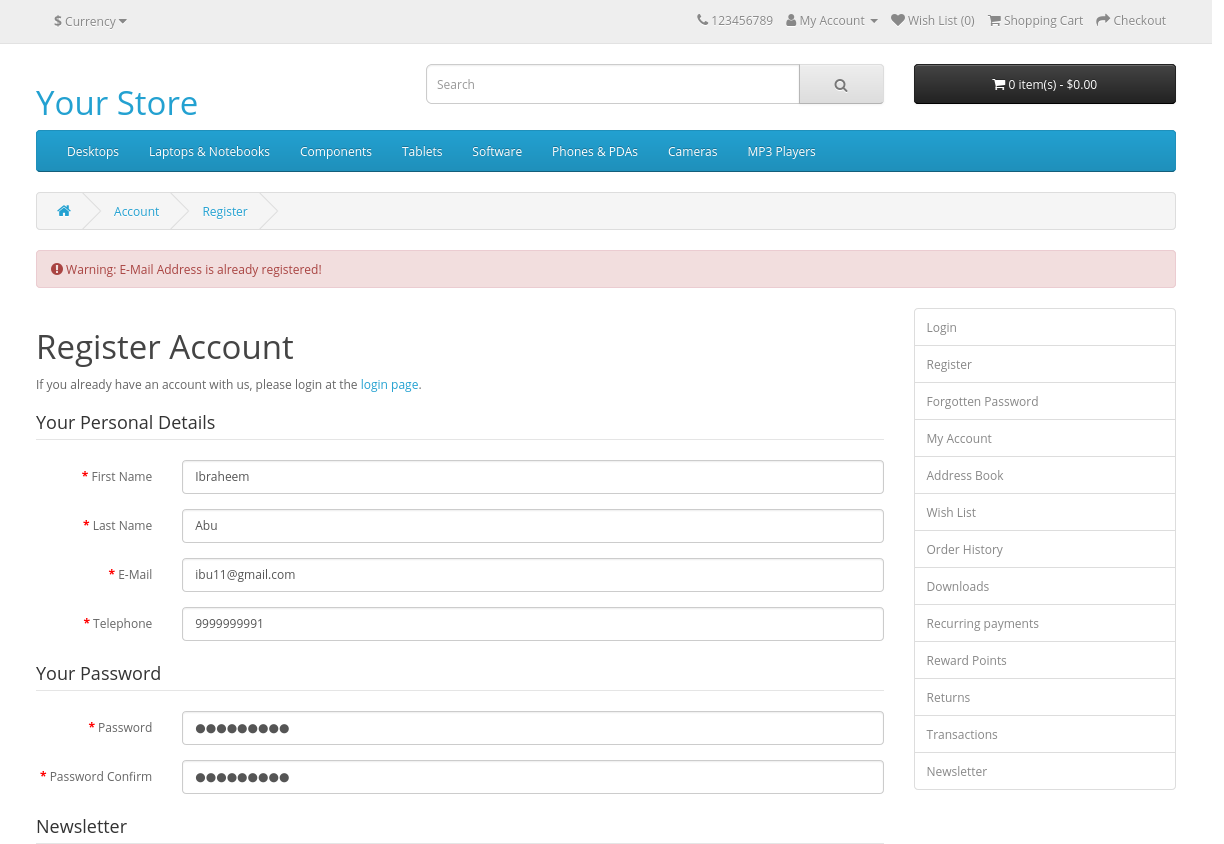 $ Currency
123456789 My Account Wish List (0) Shopping Cart Checkout
Your Store
Search
0 item(s) - $0.00
Desktops Laptops & Notebooks Components Tablets Software Phones & PDAs Cameras MP3 Players
Account Register
Warning: E-Mail Address is already registered!
Register Account
If you already have an account with us, please login at the login page.
Your Personal Details
* First Name Ibraheem
* Last Name Abu
* E-Mail ibu11@gmail.com
* Telephone 9999999991
Your Password
* Password ●●●●●●●●●
* Password Confirm ●●●●●●●●●
Newsletter
Login
Register
Forgotten Password
My Account
Address Book
Wish List
Order History
Downloads
Recurring payments
Reward Points
Returns
Transactions
Newsletter